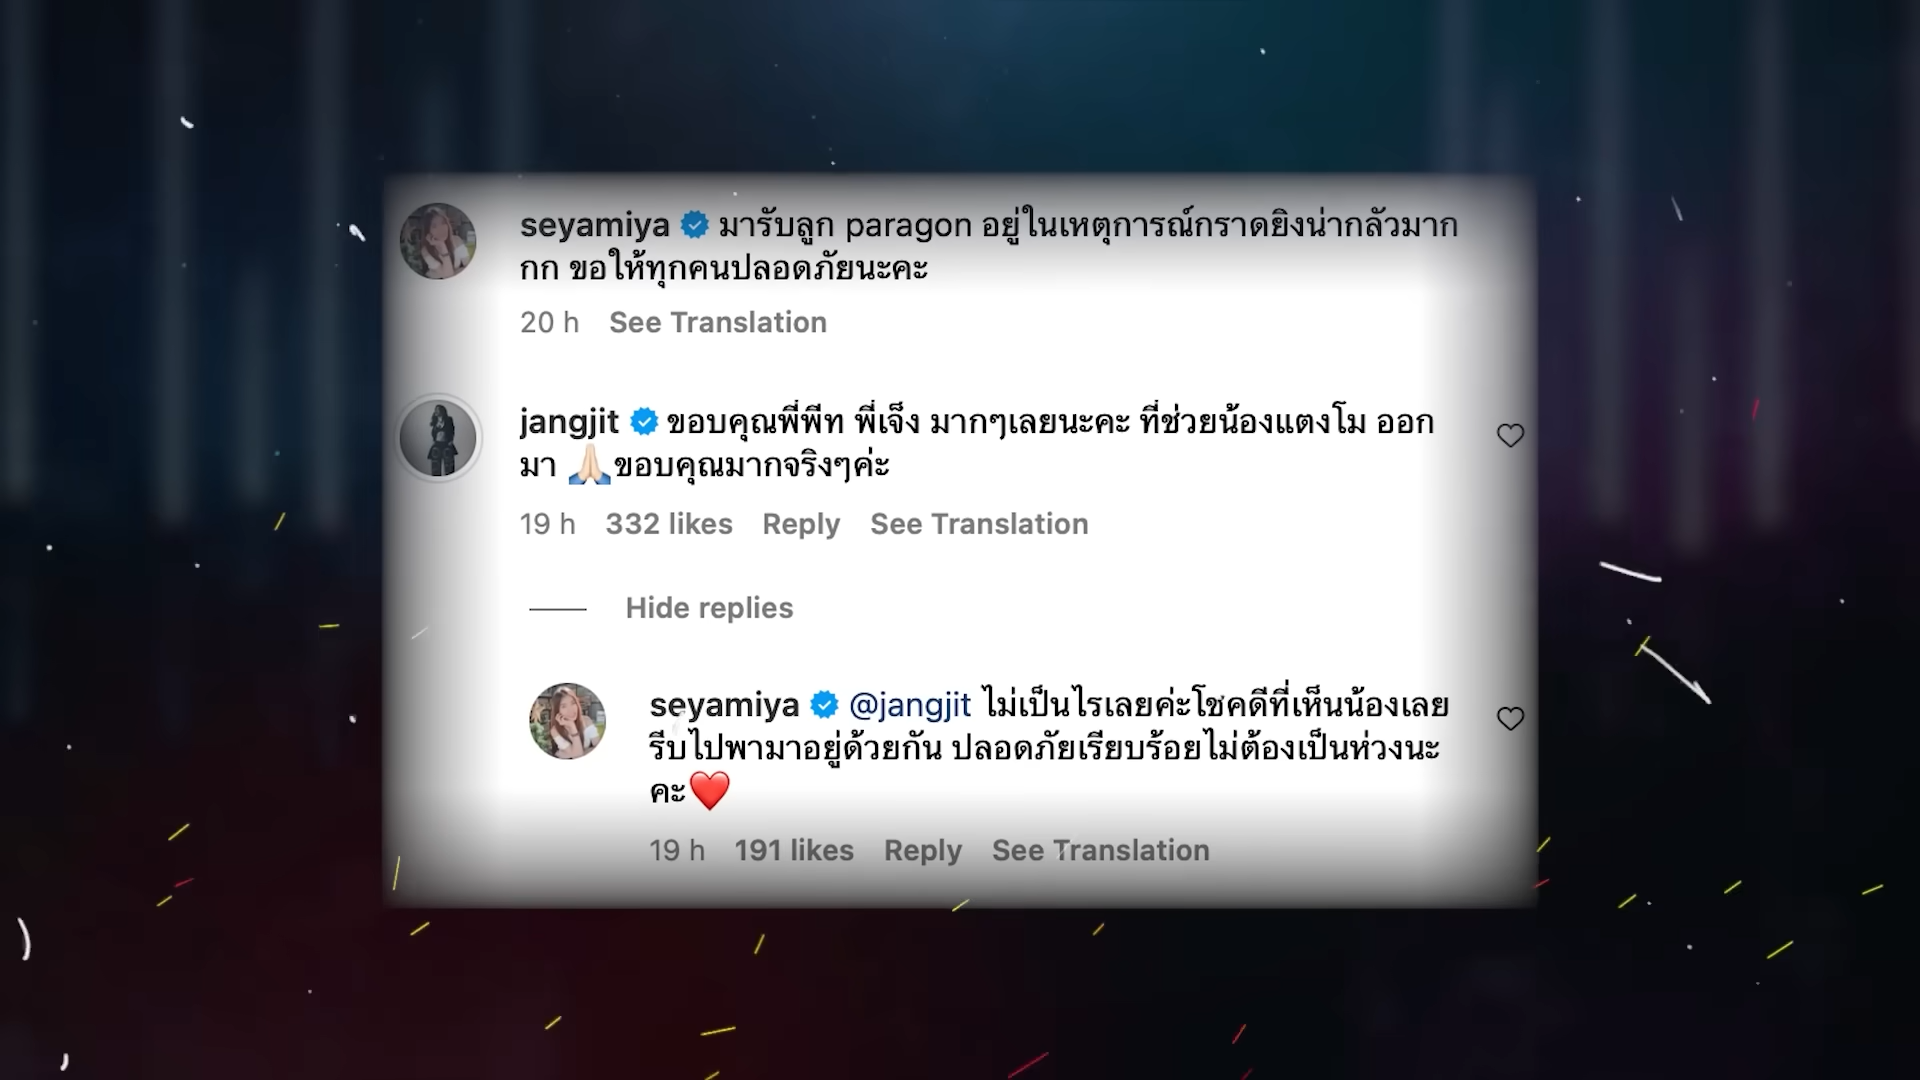 seyamiya มารับลูก paragon อยู่ในเหตุการณ์กราดยิงน่ากลัวมาก
กก ขอให้ทุกคนปลอดภัยนะคะ
20 h See Translation
jangjit ขอบคุณพี่พีท พี่เจ็ง มากๆเลยนะคะ ที่ช่วยน้องแตงโม ออก
มา 🙏🏻ขอบคุณมากจริงๆค่ะ
19 h 332 likes Reply See Translation
Hide replies
seyamiya @jangjit ไม่เป็นไรเลยค่ะโชคดีที่เห็นน้องเลย
รีบไปพามาอยู่ด้วยกัน ปลอดภัยเรียบร้อยไม่ต้องเป็นห่วงนะ
คะ❤️
19 h 191 likes Reply See Translation